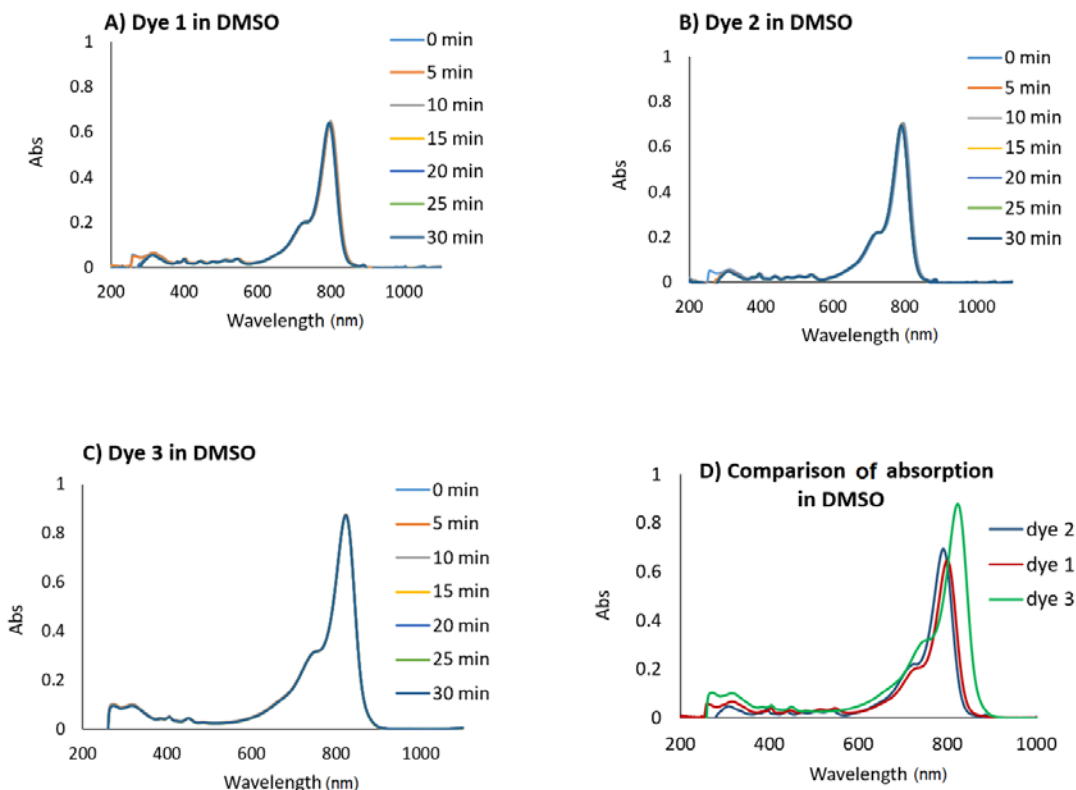 A) Dye 1 in DMSO
1
0.8
0.6
0.4
0.2
0
Abs
200 400 600 800 1000
Wavelength (nm)
0 min
5 min
10 min
15 min
20 min
25 min
30 min
B) Dye 2 in DMSO
1
0.8
0.6
0.4
0.2
0
Abs
200 400 600 800 1000
Wavelength (nm)
0 min
5 min
10 min
15 min
20 min
25 min
30 min
C) Dye 3 in DMSO
1
0.8
0.6
0.4
0.2
0
Abs
200 400 600 800 1000
Wavelength (nm)
0 min
5 min
10 min
15 min
20 min
25 min
30 min
D) Comparison of absorption
in DMSO
1
0.8
0.6
0.4
0.2
0
Abs
200 400 600 800 1000
Wavelength (nm)
dye 2
dye 1
dye 3